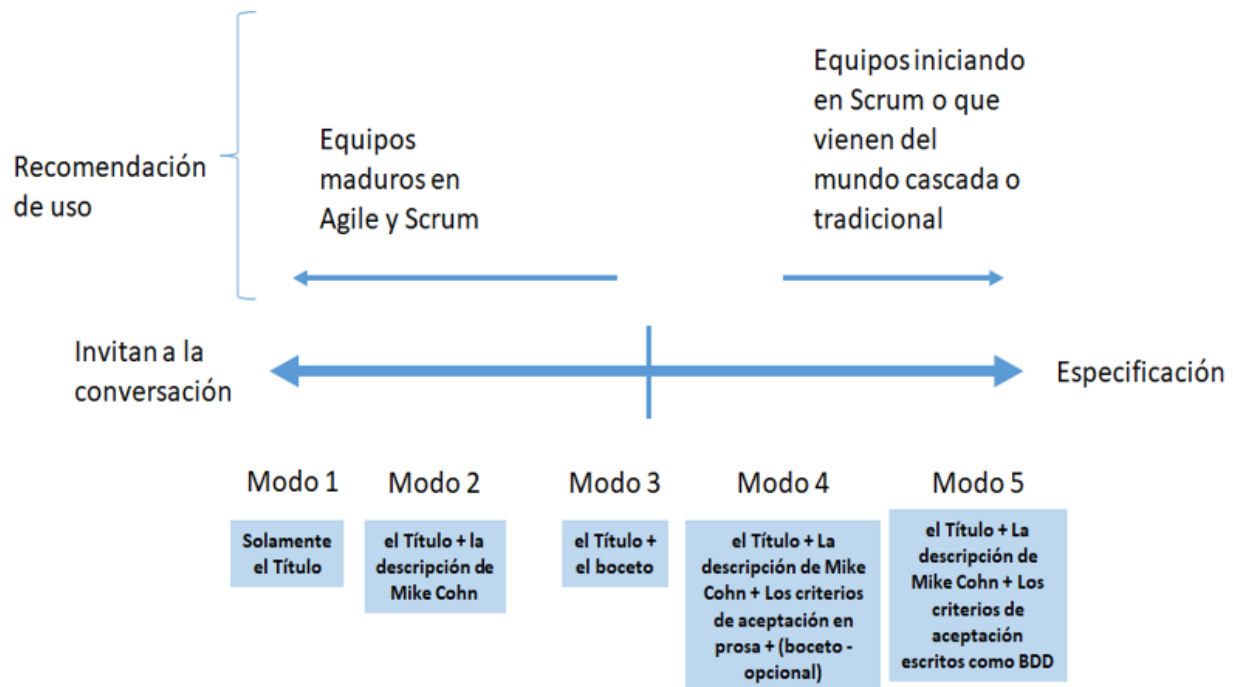 Recomendación
de uso
Equipos
maduros en
Agile y Scrum
Equipos iniciando
en Scrum o que
vienen del
mundo cascada o
tradicional
Invitan a la
conversación
Especificación
Modo 1
Solamente
el Título
Modo 2
el Título + la
descripción de
Mike Cohn
Modo 3
el Título +
el boceto
Modo 4
el Título + La
descripción de Mike
Cohn + Los criterios
de aceptación en
prosa + (boceto -
opcional)
Modo 5
el Título + La
descripción de
Mike Cohn + Los
criterios de
aceptación
escritos como BDD